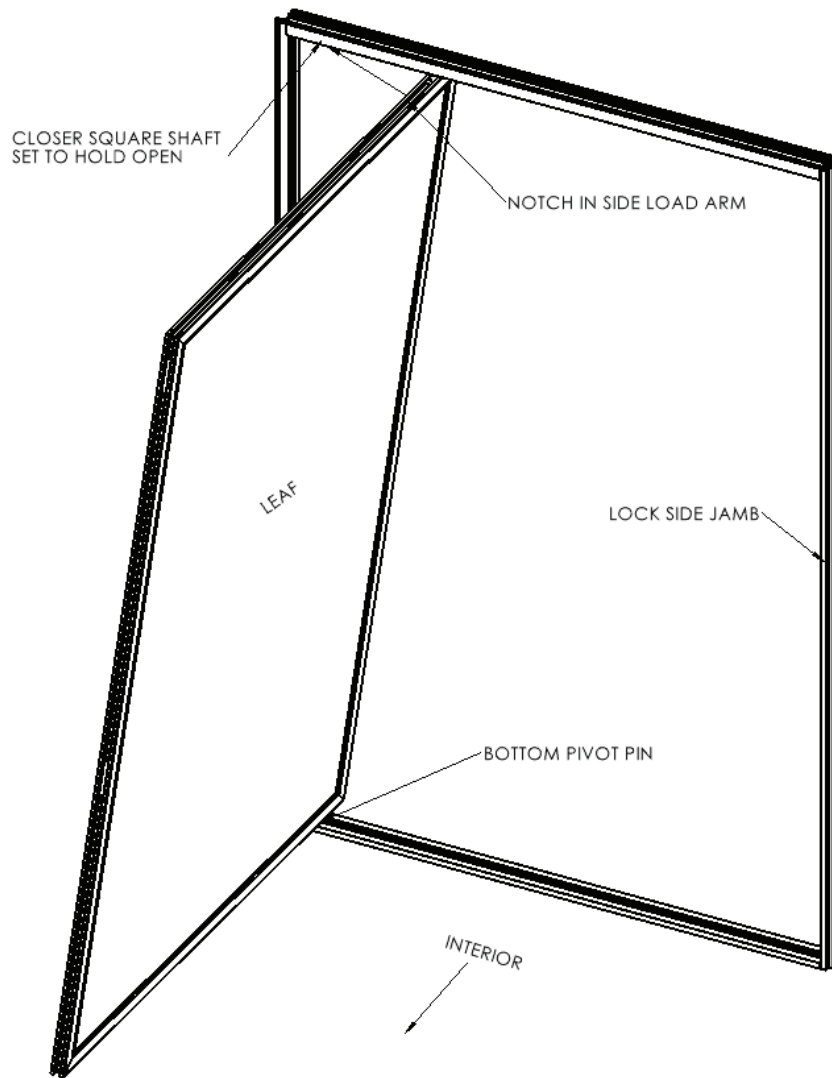 CLOSER SQUARE SHAFT
SET TO HOLD OPEN
NOTCH IN SIDE LOAD ARM
LEAF
LOCK SIDE JAMB
BOTTOM PIVOT PIN
INTERIOR